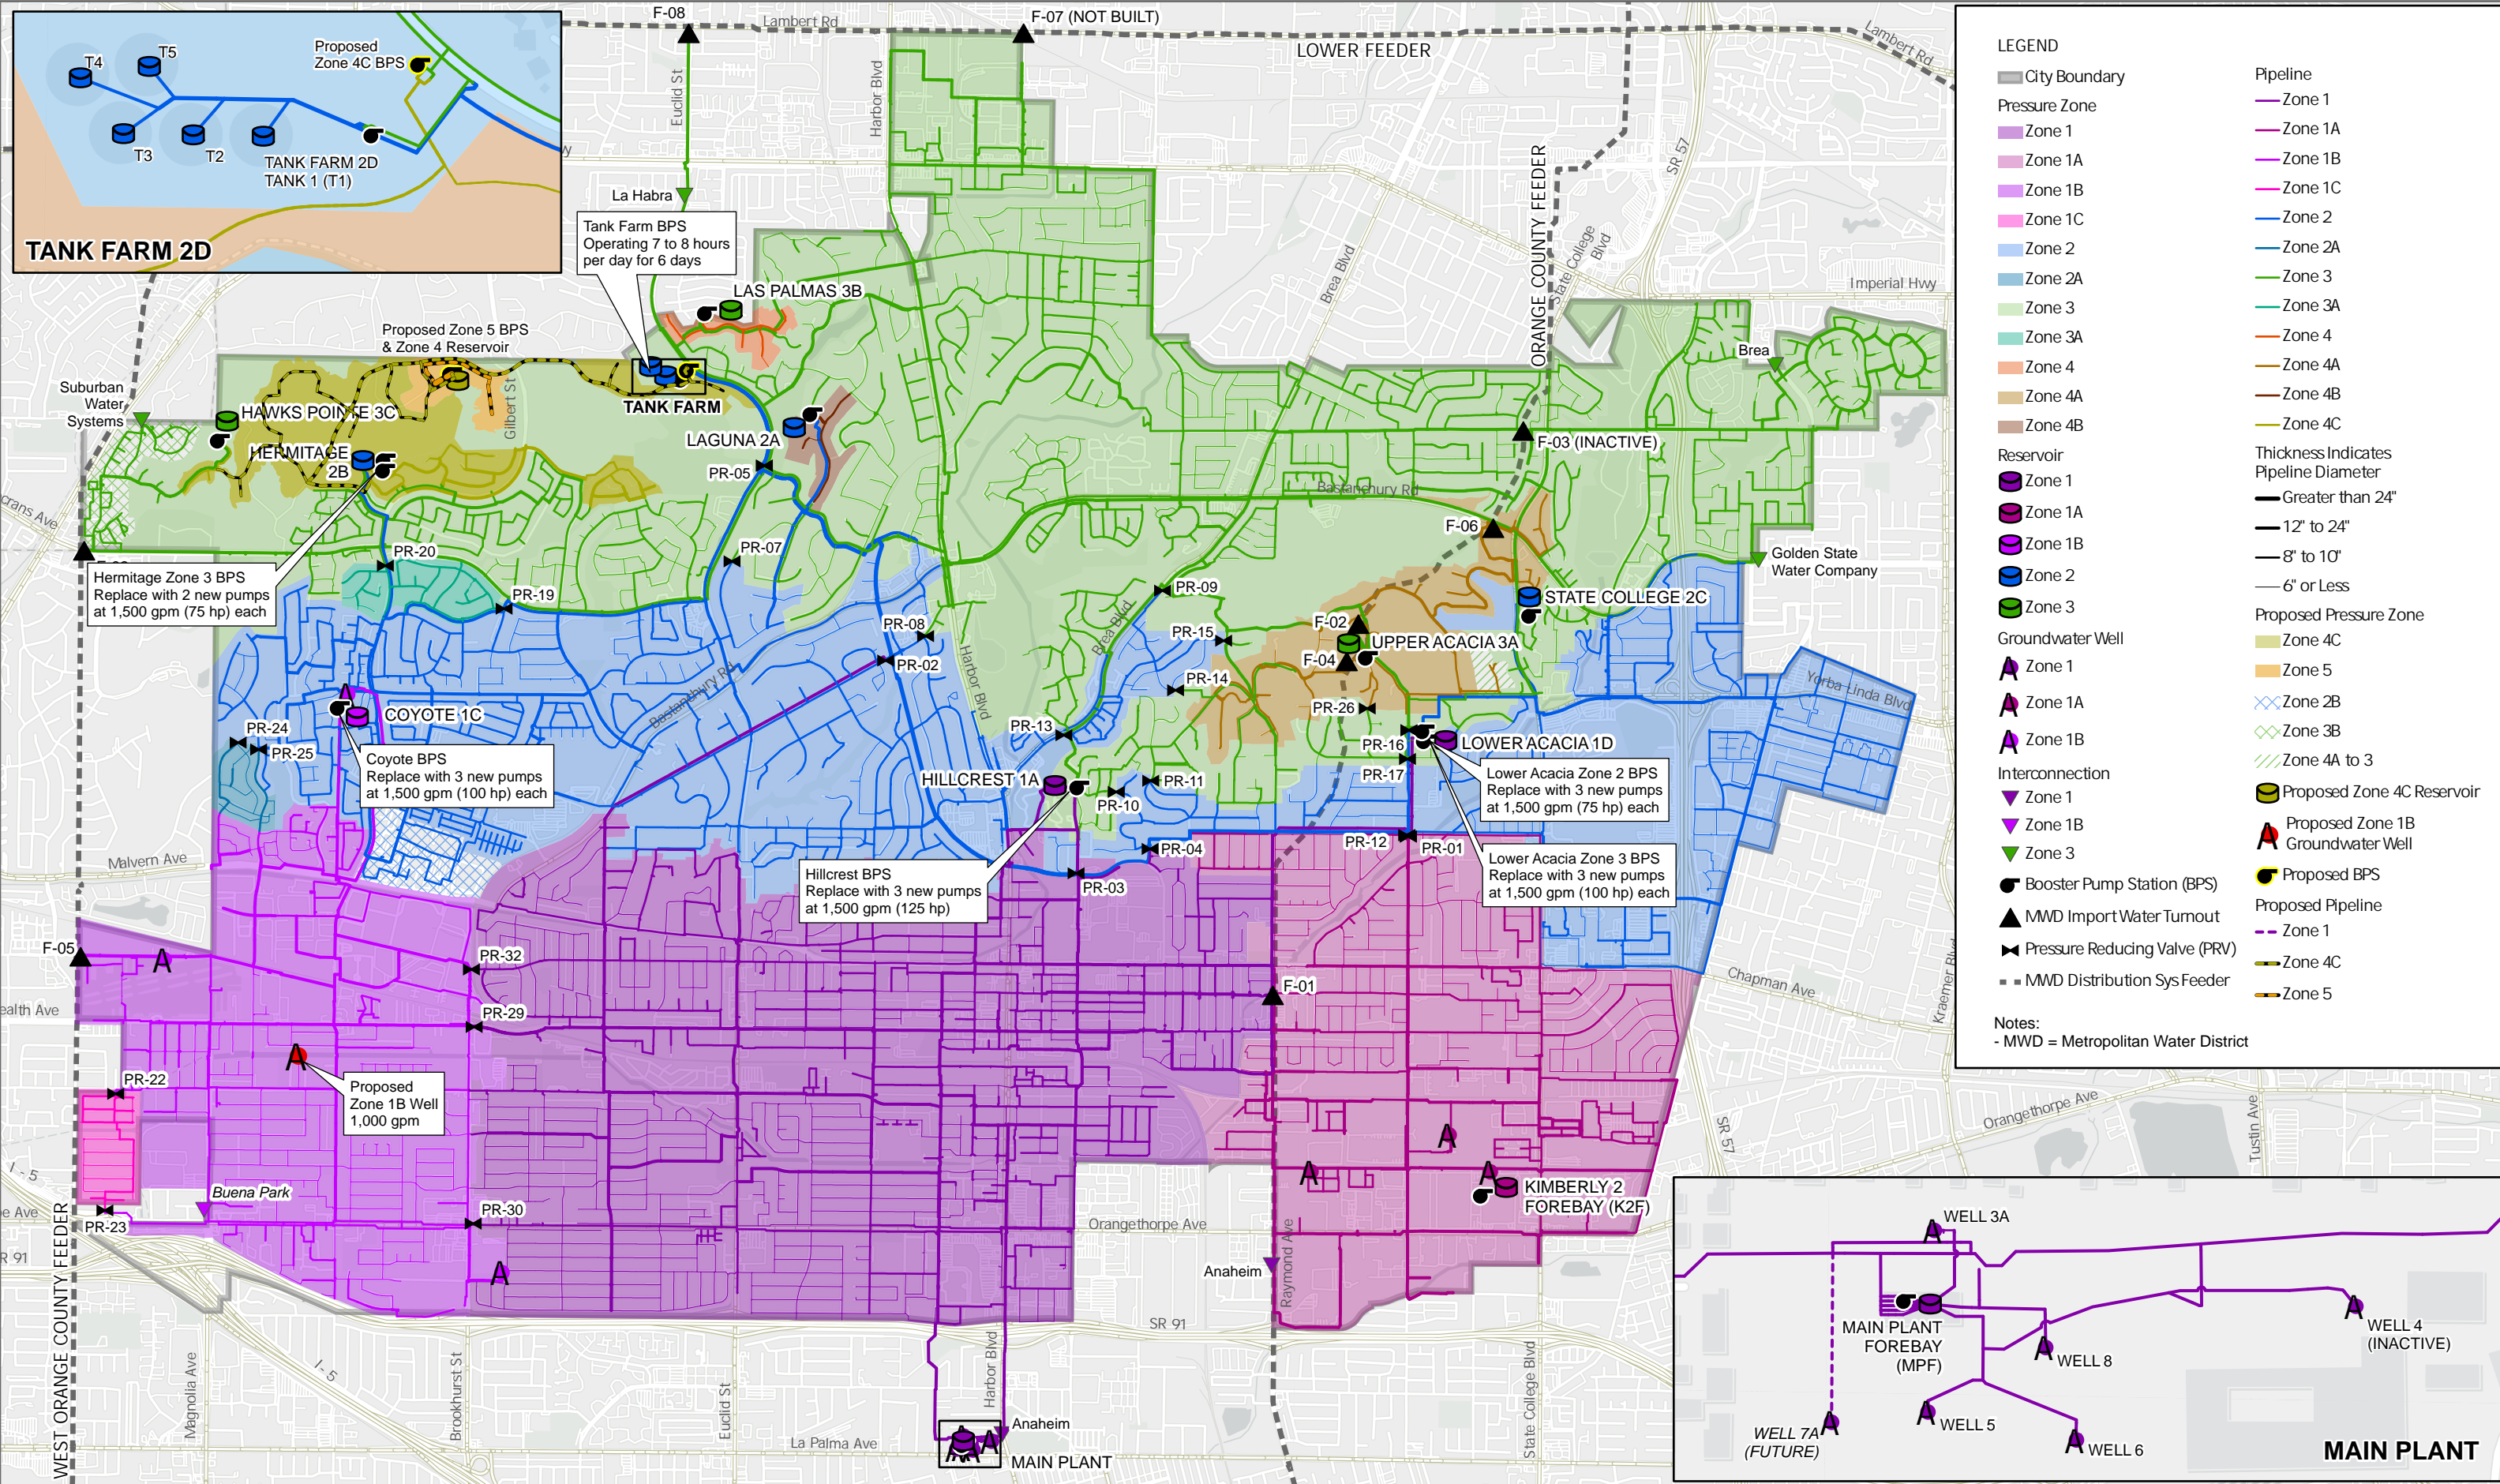 T4
T5
Proposed
Zone 4C BPS
T3
T2
TANK FARM 2D
TANK 1 (T1)
TANK FARM 2D
F-08
Lambert Rd
F-07 (NOT BUILT)
LOWER FEEDER
Lambert Rd
Euclid St
Harbor Blvd
La Habra
ORANGE COUNTY FEEDER
SR 57
State College
Blvd
Brea Blvd
Imperial Hwy
Tank Farm BPS
Operating 7 to 8 hours
per day for 6 days
LAS PALMAS 3B
Proposed Zone 5 BPS
& Zone 4 Reservoir
Brea
Suburban
Water
Systems
HAWKS POINTE 3C
Gilbert St
TANK FARM
LAGUNA 2A
F-03 (INACTIVE)
HERMITAGE
2B
PR-05
Bastanchury Rd
F-06
PR-20
PR-07
Golden State
Water Company
Hermitage Zone 3 BPS
Replace with 2 new pumps
at 1,500 gpm (75 hp) each
PR-19
PR-09
STATE COLLEGE 2C
PR-08
Brea Blvd
PR-15
F-02
UPPER ACACIA 3A
PR-02
Harbor Blvd
F-04
PR-14
Bastanchury Rd
Yorba Linda Blvd
COYOTE 1C
PR-26
PR-24
PR-25
PR-13
PR-16
LOWER ACACIA 1D
PR-17
Coyote BPS
Replace with 3 new pumps
at 1,500 gpm (100 hp) each
HILLCREST 1A
PR-11
PR-10
Lower Acacia Zone 2 BPS
Replace with 3 new pumps
at 1,500 gpm (75 hp) each
Malvern Ave
PR-04
PR-12
PR-01
Hillcrest BPS
Replace with 3 new pumps
at 1,500 gpm (125 hp)
PR-03
Lower Acacia Zone 3 BPS
Replace with 3 new pumps
at 1,500 gpm (100 hp) each
F-05
PR-32
Chapman Ave
Kraemer Blvd
F-01
PR-29
PR-22
Proposed
Zone 1B Well
1,000 gpm
Orangethorpe Ave
SR 57
Tustin Ave
I - 5
Buena Park
KIMBERLY 2
FOREBAY (K2F)
PR-23
PR-30
Orangethorpe Ave
Raymond Ave
Anaheim
WEST ORANGE COUNTY FEEDER
SR 91
I - 5
Magnolia Ave
Brookhurst St
Euclid St
Harbor Blvd
State College Blvd
La Palma Ave
Anaheim
MAIN PLANT
LEGEND
City Boundary
Pressure Zone
Zone 1
Zone 1A
Zone 1B
Zone 1C
Zone 2
Zone 2A
Zone 3
Zone 3A
Zone 4
Zone 4A
Zone 4B
Reservoir
Zone 1
Zone 1A
Zone 1B
Zone 2
Zone 3
Groundwater Well
Zone 1
Zone 1A
Zone 1B
Interconnection
Zone 1
Zone 1B
Zone 3
Booster Pump Station (BPS)
MWD Import Water Turnout
Pressure Reducing Valve (PRV)
MWD Distribution Sys Feeder
Pipeline
Zone 1
Zone 1A
Zone 1B
Zone 1C
Zone 2
Zone 2A
Zone 3
Zone 3A
Zone 4
Zone 4A
Zone 4B
Zone 4C
Thickness Indicates
Pipeline Diameter
Greater than 24"
12" to 24"
8" to 10"
6" or Less
Proposed Pressure Zone
Zone 4C
Zone 5
Zone 2B
Zone 3B
Zone 4A to 3
Proposed Zone 4C Reservoir
Proposed Zone 1B
Groundwater Well
Proposed BPS
Proposed Pipeline
Zone 1
Zone 4C
Zone 5
Notes:
- MWD = Metropolitan Water District
WELL 3A
MAIN PLANT
FOREBAY
(MPF)
WELL 4
(INACTIVE)
WELL 8
WELL 5
WELL 7A
(FUTURE)
WELL 6
MAIN PLANT